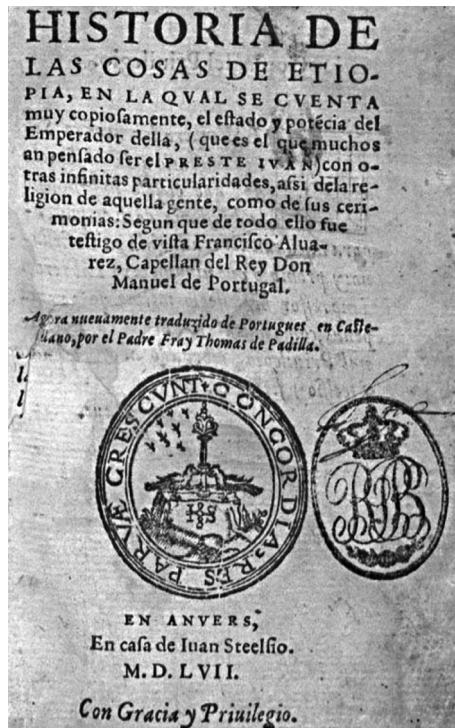 HISTORIA DE
LAS COSAS DE ETIO-
PIA, EN LA QVAL SE CVENTA
muy copiosamente, el estado y potẽcia del
Emperador della, (que es el que muchos
an pensado ser el PRESTE IVAN) con o-
tras infinitas particularidades, assi dela re-
ligion de aquella gente, como de sus ceri-
monias: Segun que de todo ello fue
testigo de vista Francisco Alua-
rez, Capellan del Rey Don
Manuel de Portugal.
Agora nueuamente traduzido de Portugues en Caste-
llano, por el Padre Fray Thomas de Padilla.
CONCORDIA RES PARVÆ CRESCVNT
EN ANVERS,
En casa de Iuan Steelsio.
M. D. LVII.
Con Gracia y Priuilegio.